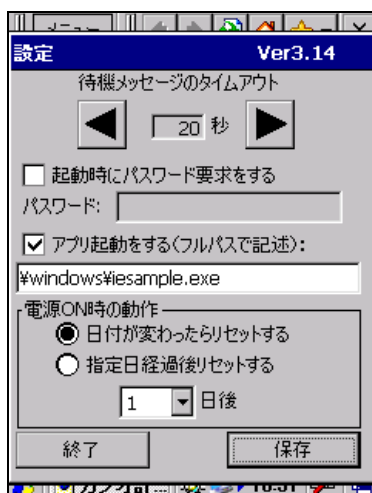 メニュー
設定 Ver3.14
待機メッセージのタイムアウト
20 秒
起動時にパスワード要求をする
パスワード:
アプリ起動をする(フルパスで記述):
¥windows¥iesample.exe
電源ON時の動作
日付が変わったらリセットする
指定日経過後リセットする
1 日後
終了 保存